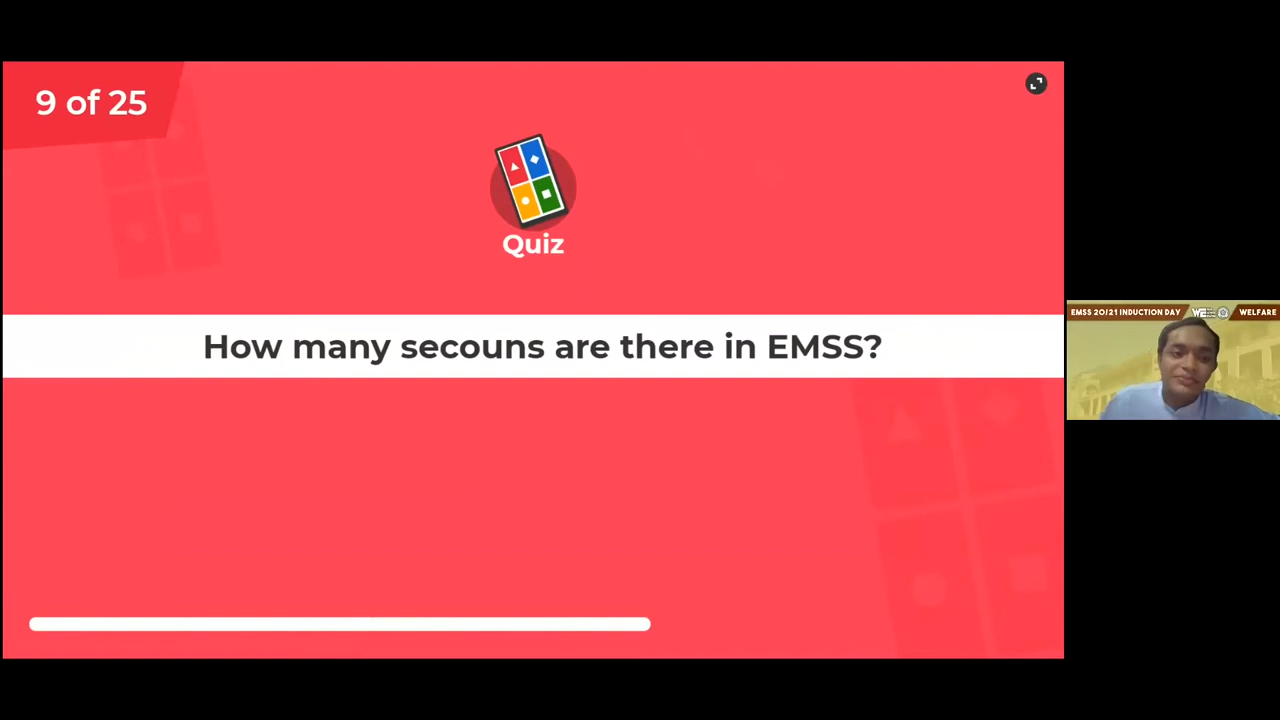 9 of 25
Quiz
How many secouns are there in EMSS?
EMSS 20/21 INDUCTION DAY
WELFARE